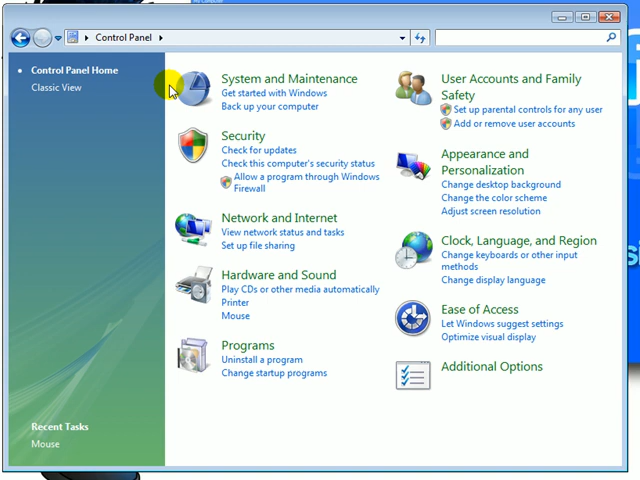 Control Panel
Control Panel Home
Classic View
System and Maintenance
Get started with Windows
Back up your computer
Security
Check for updates
Check this computer's security status
Allow a program through Windows
Firewall
Network and Internet
View network status and tasks
Set up file sharing
Hardware and Sound
Play CDs or other media automatically
Printer
Mouse
Programs
Uninstall a program
Change startup programs
User Accounts and Family
Safety
Set up parental controls for any user
Add or remove user accounts
Appearance and
Personalization
Change desktop background
Change the color scheme
Adjust screen resolution
Clock, Language, and Region
Change keyboards or other input
methods
Change display language
Ease of Access
Let Windows suggest settings
Optimize visual display
Additional Options
Recent Tasks
Mouse